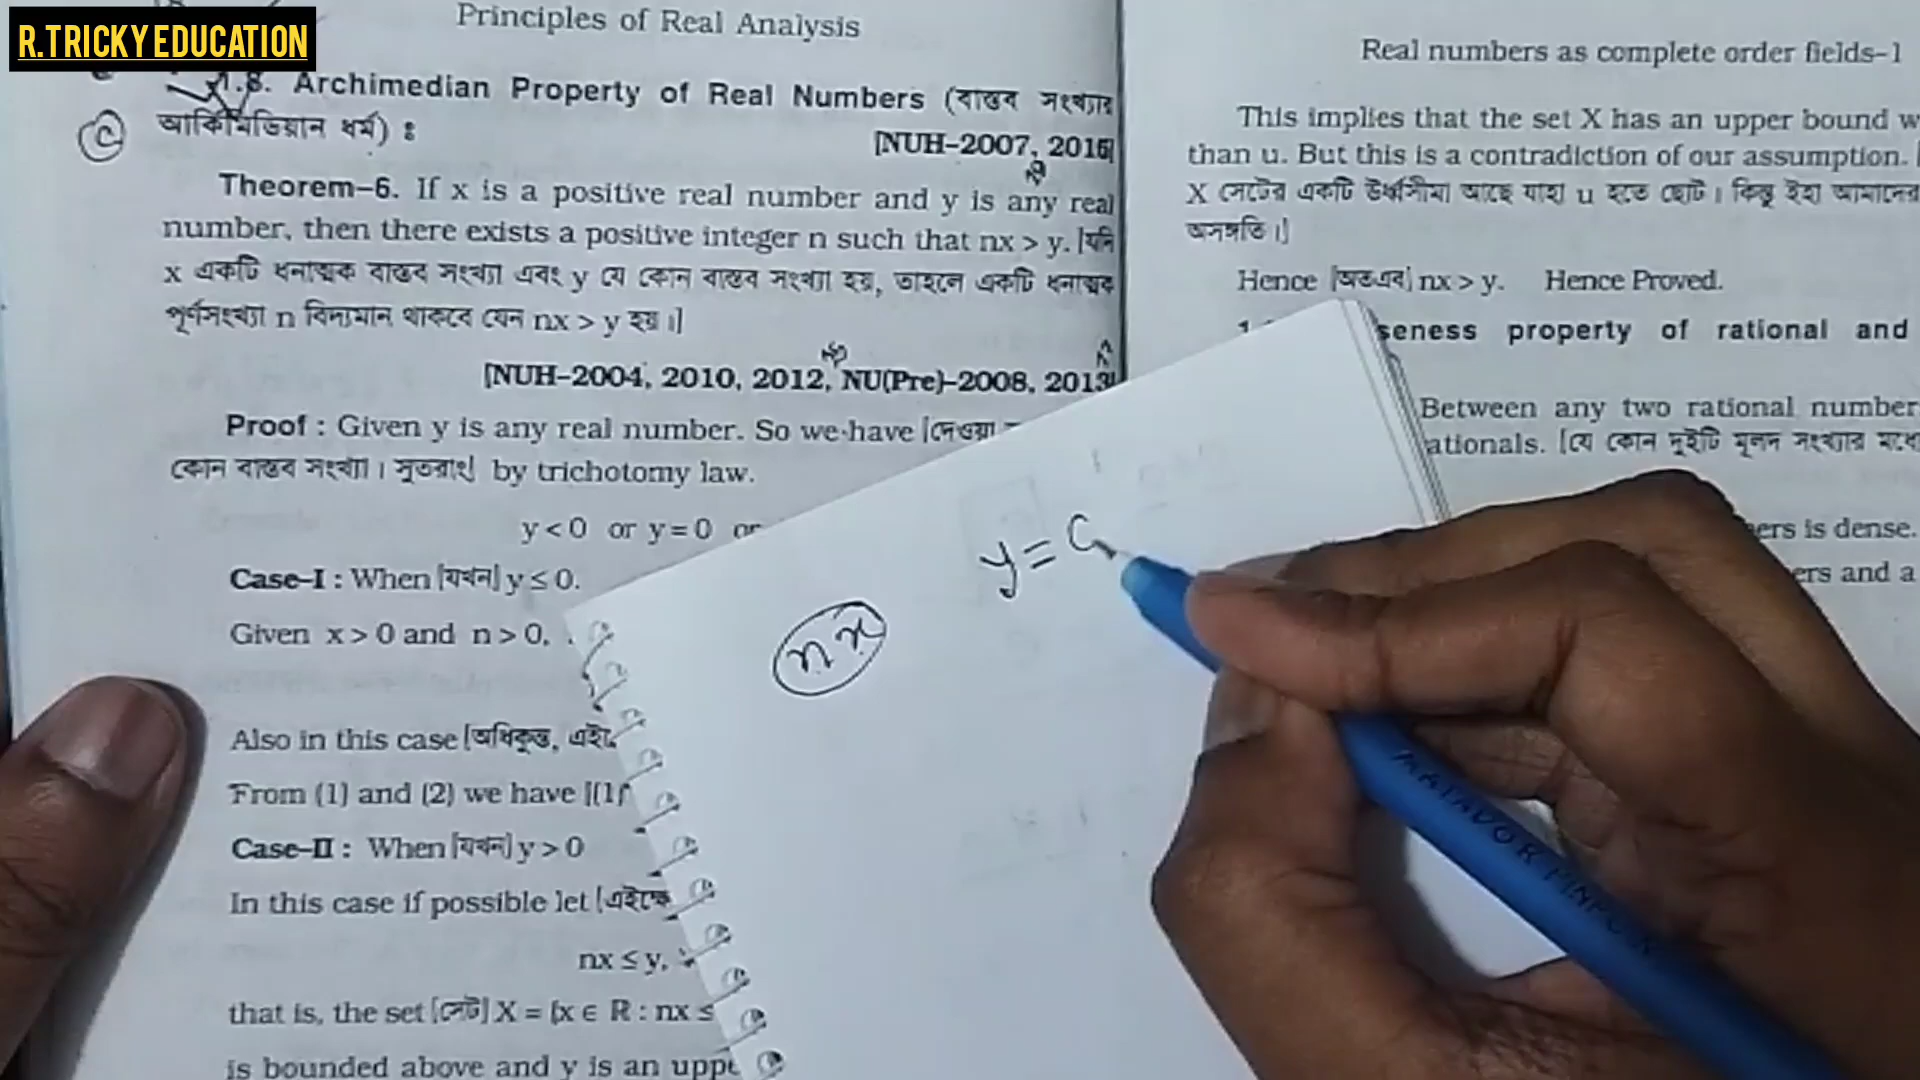 R.TRICKY EDUCATION
Principles of Real Analysis
1.8. Archimedian Property of Real Numbers (বাস্তব সংখ্যার
আর্কিমিডিয়ান ধর্ম) :
C
[NUH-2007, 2015]
Theorem-6. If x is a positive real number and y is any real
number, then there exists a positive integer n such that nx > y. [যদি
x একটি ধনাত্মক বাস্তব সংখ্যা এবং y যে কোন বাস্তব সংখ্যা হয়, তাহলে একটি ধনাত্মক
পূর্ণসংখ্যা n বিদ্যমান থাকবে যেন nx > y হয়।]
[NUH-2004, 2010, 2012, NU(Pre)-2008, 2013]
Proof : Given y is any real number. So we have [দেওয়া
কোন বাস্তব সংখ্যা। সুতরাং] by trichotomy law.
y < 0 or y = 0 or
Case-I : When [যখন] y ≤ 0.
Given x > 0 and n > 0,
Also in this case [অধিকন্তু,
From (1) and (2) we have [(1)
Case-II : When [যখন] y > 0
In this case if possible let
nx ≤ y,
that is, the set [সেট] X = {x ∈ R : nx ≤
is bounded above and y is an
nx
y =
Real numbers as complete order fields-1
This implies that the set X has an upper bound
than u. But this is a contradiction of our assumption.
X সেটের একটি ঊর্ধ্বসীমা আছে যাহা u হতে ছোট। কিন্তু ইহা আমাদের
অসঙ্গতি।]
Hence [অতএব] nx > y. Hence Proved.
property of rational and
Between any two rational
[যে কোন দুইটি মূলদ সংখ্যার মধ্যে
is dense.
and a
MATADOR PINPOIN